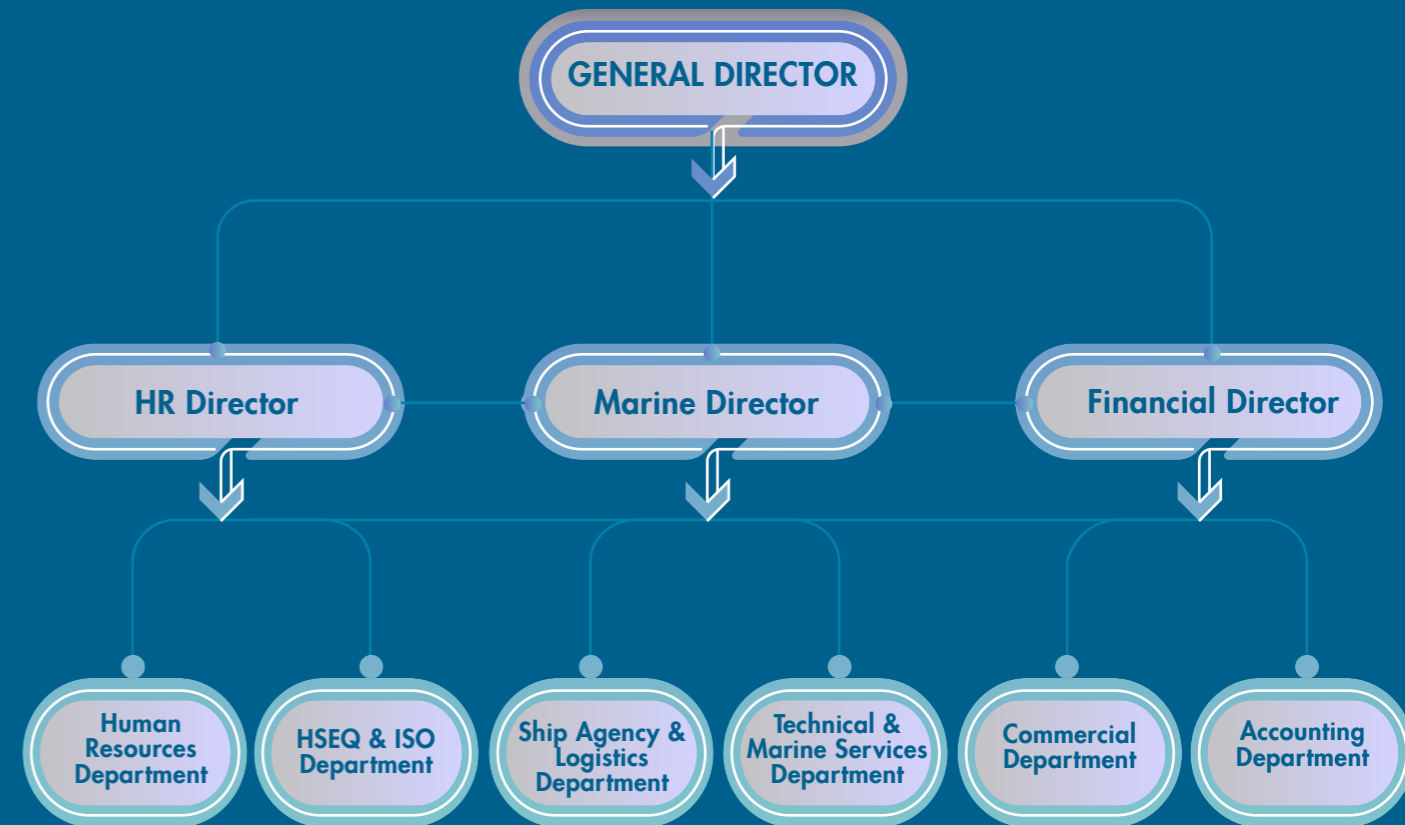 GENERAL DIRECTOR
HR Director
Marine Director
Financial Director
Human
Resources
Department
HSEQ & ISO
Department
Ship Agency &
Logistics
Department
Technical &
Marine Services
Department
Commercial
Department
Accounting
Department